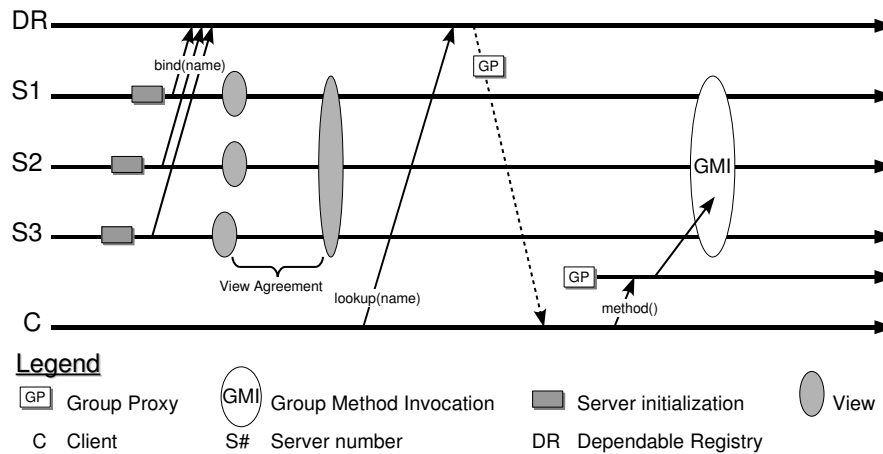 DR
GP
bind(name)
S1
S2
GMI
S3
View Agreement
GP
lookup(name)
method()
C
Legend
GP Group Proxy GMI Group Method Invocation Server initialization View
C Client S# Server number DR Dependable Registry